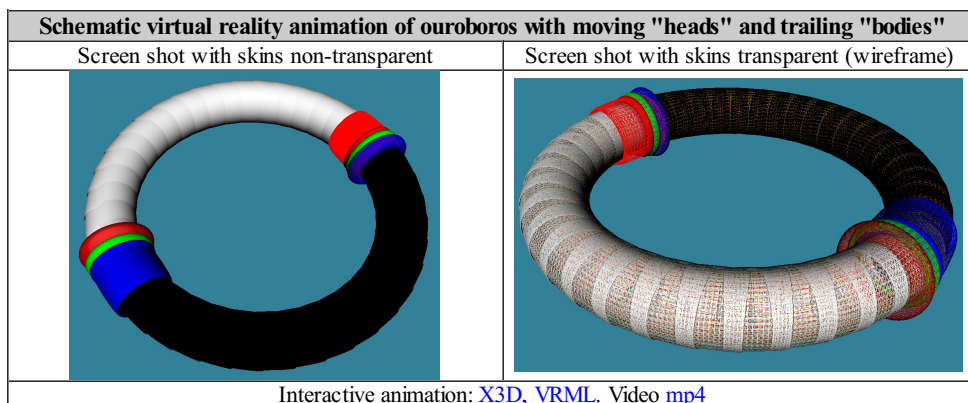 Schematic virtual reality animation of ouroboros with moving "heads" and trailing "bodies"
Screen shot with skins non-transparent
Screen shot with skins transparent (wireframe)
Interactive animation: X3D, VRML. Video mp4